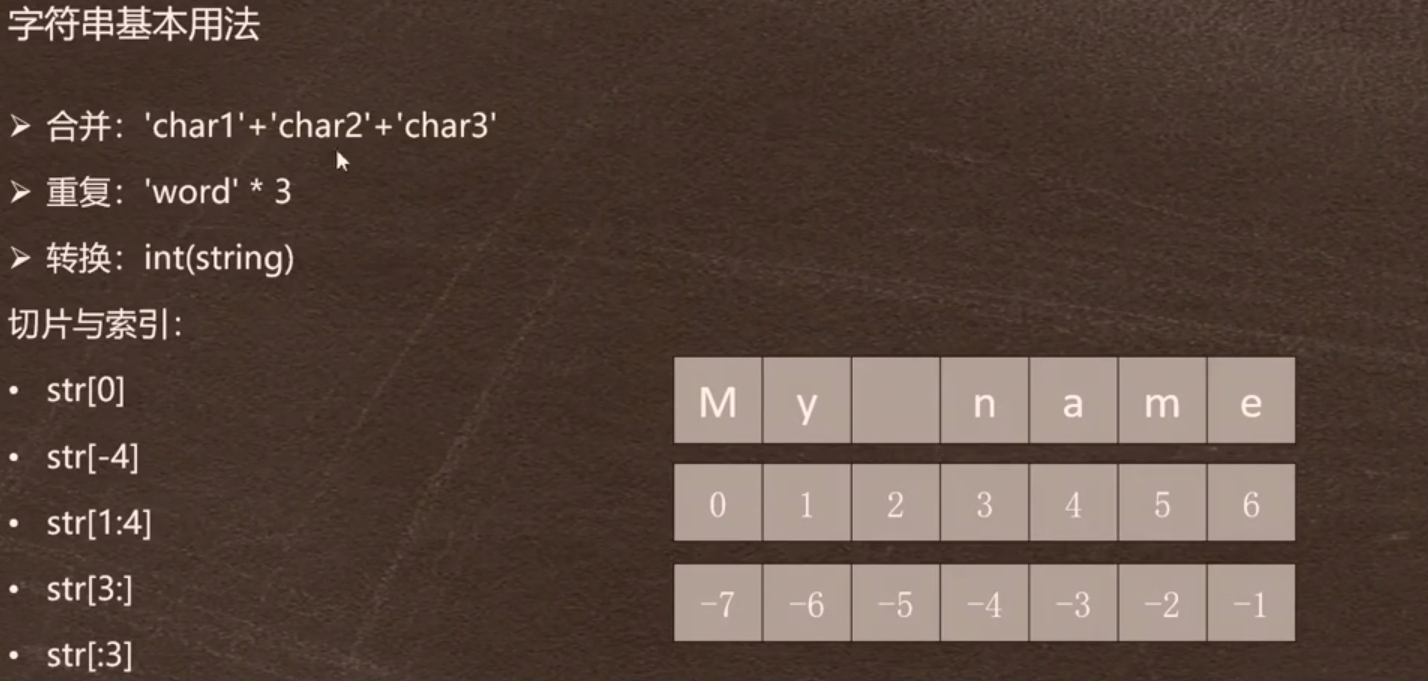 字符串基本用法
➢ 合并：'char1'+'char2'+'char3'
➢ 重复：'word' * 3
➢ 转换：int(string)
切片与索引：
• str[0]
• str[-4]
• str[1:4]
• str[3:]
• str[:3]
M y n a m e
0 1 2 3 4 5 6
-7 -6 -5 -4 -3 -2 -1